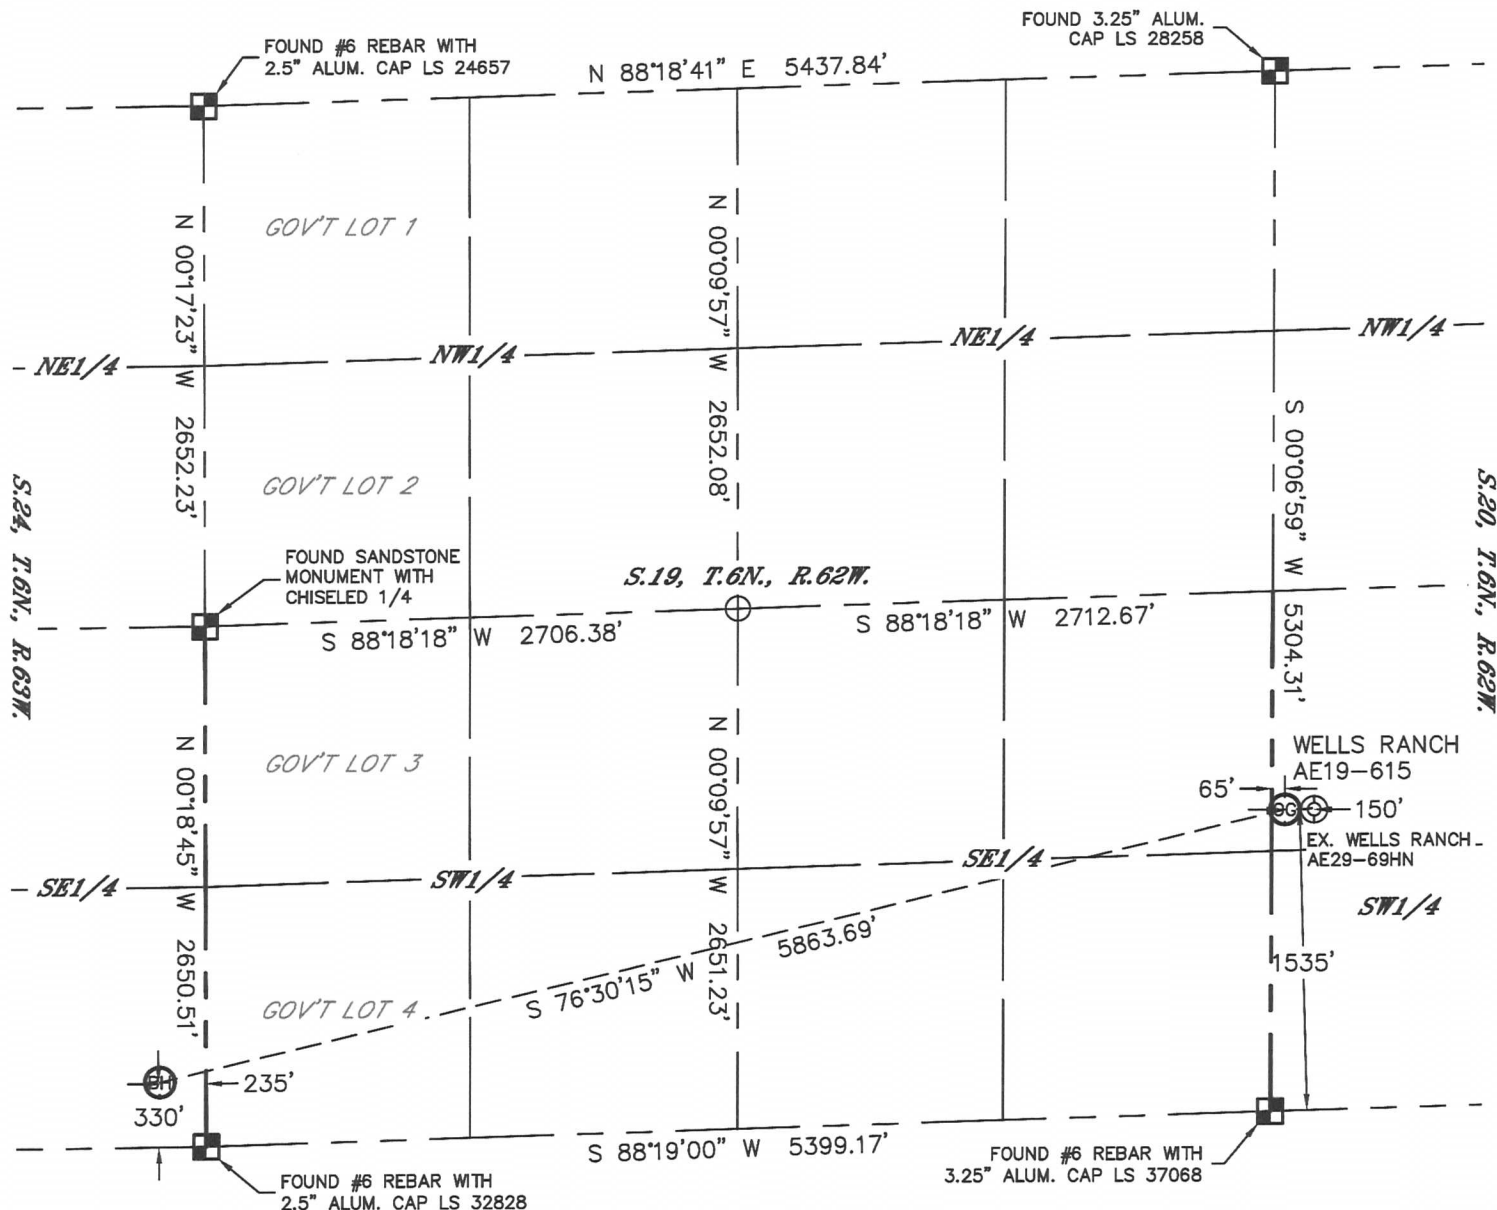 FOUND #6 REBAR WITH
2.5" ALUM. CAP LS 24657
FOUND 3.25" ALUM.
CAP LS 28258
N 88°18'41" E 5437.84'
GOV'T LOT 1
N 00°17'23" W 2652.23'
N 00°09'57" W 2652.08'
NE1/4
NW1/4
NE1/4
NW1/4
GOV'T LOT 2
S 00°06'59" W 5304.31'
S.24, T.6N., R.63W.
S.20, T.6N., R.62W.
FOUND SANDSTONE
MONUMENT WITH
CHISELED 1/4
S.19, T.6N., R.62W.
S 88°18'18" W 2706.38'
S 88°18'18" W 2712.67'
GOV'T LOT 3
N 00°18'45" W 2650.51'
N 00°09'57" W 2651.23'
WELLS RANCH
AE19-615
65'
150'
EX. WELLS RANCH
AE29-69HN
SE1/4
SW1/4
SE1/4
SW1/4
S 76°30'15" W 5863.69'
1535'
GOV'T LOT 4
BH
235'
330'
S 88°19'00" W 5399.17'
FOUND #6 REBAR WITH
2.5" ALUM. CAP LS 32828
FOUND #6 REBAR WITH
3.25" ALUM. CAP LS 37068